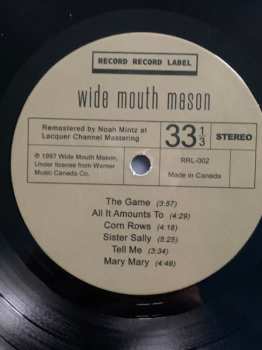 RECORD RECORD LABEL
wide mouth mason
Remastered by Noah Mintz at
Lacquer Channel Mastering
33 1/3
STEREO
℗ 1997 Wide Mouth Mason,
Under license from Warner
Music Canada Co.
RRL-002
Made in Canada
The Game (3:57)
All It Amounts To (4:29)
Corn Rows (4:18)
Sister Sally (5:25)
Tell Me (3:34)
Mary Mary (4:49)